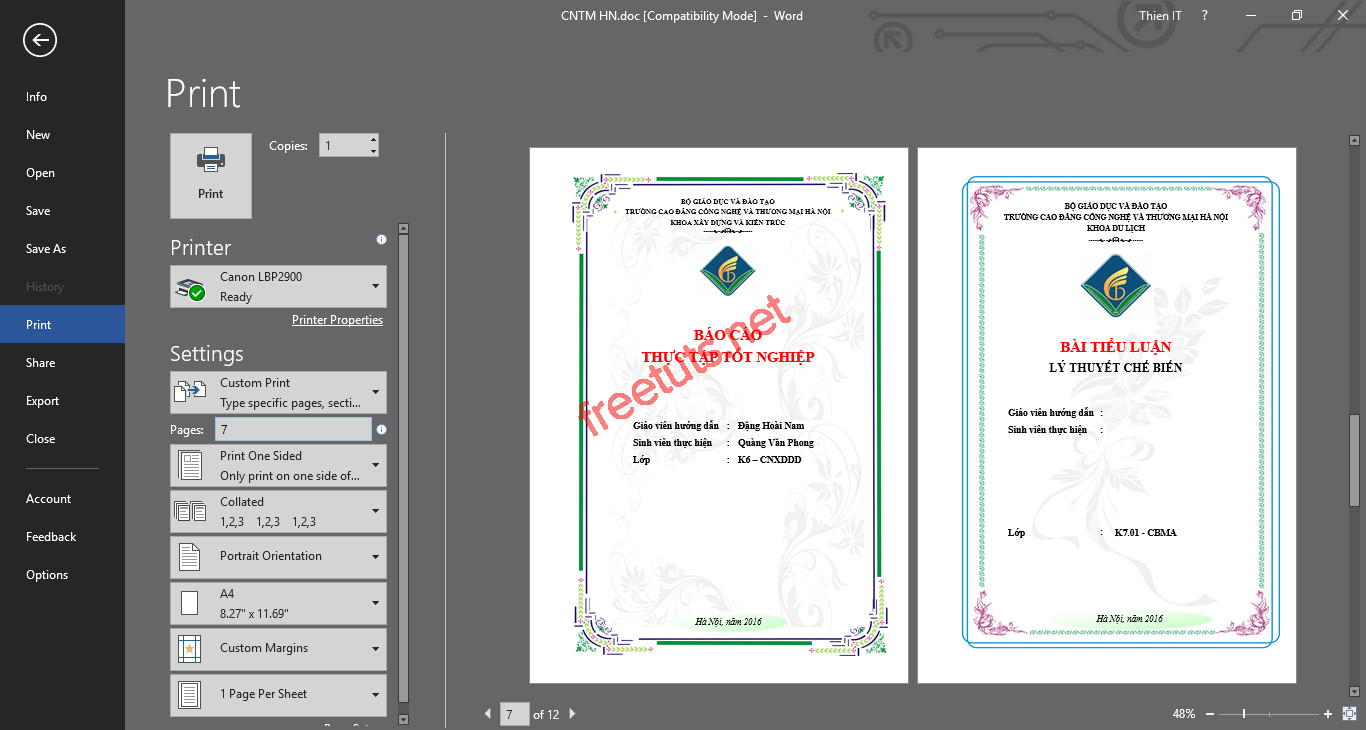 CNTM HN.doc [Compatibility Mode] - Word
Thien IT
?
Info
New
Open
Save
Save As
History
Print
Share
Export
Close
Account
Feedback
Options
Print
Print
Copies: 1
Printer
Canon LBP2900
Ready
Printer Properties
Settings
Custom Print
Type specific pages, secti...
Pages: 7
Print One Sided
Only print on one side of...
Collated
1,2,3 1,2,3 1,2,3
Portrait Orientation
A4
8.27" x 11.69"
Custom Margins
1 Page Per Sheet
BỘ GIÁO DỤC VÀ ĐÀO TẠO
TRƯỜNG CAO ĐẲNG CÔNG NGHỆ VÀ THƯƠNG MẠI HÀ NỘI
KHOA XÂY DỰNG VÀ KIẾN TRÚC
BÁO CÁO
THỰC TẬP TỐT NGHIỆP
freetuts.net
Giáo viên hướng dẫn : Đặng Hoài Nam
Sinh viên thực hiện : Quàng Văn Phong
Lớp : K6 – CNXDDD
Hà Nội, năm 2016
BỘ GIÁO DỤC VÀ ĐÀO TẠO
TRƯỜNG CAO ĐẲNG CÔNG NGHỆ VÀ THƯƠNG MẠI HÀ NỘI
KHOA DU LỊCH
BÀI TIỂU LUẬN
LÝ THUYẾT CHẾ BIẾN
Giáo viên hướng dẫn :
Sinh viên thực hiện :
Lớp : K7.01 - CBMA
Hà Nội, năm 2016
7 of 12
48%